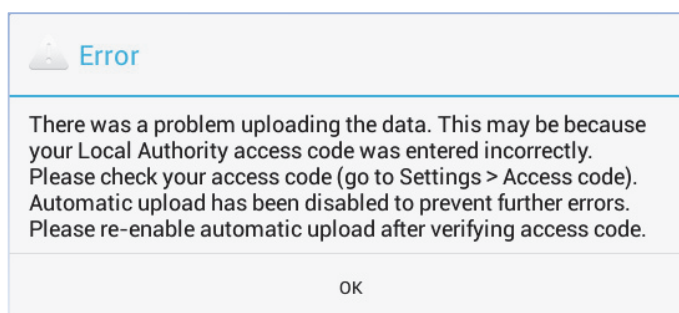 Error
There was a problem uploading the data. This may be because
your Local Authority access code was entered incorrectly.
Please check your access code (go to Settings > Access code).
Automatic upload has been disabled to prevent further errors.
Please re-enable automatic upload after verifying access code.
OK